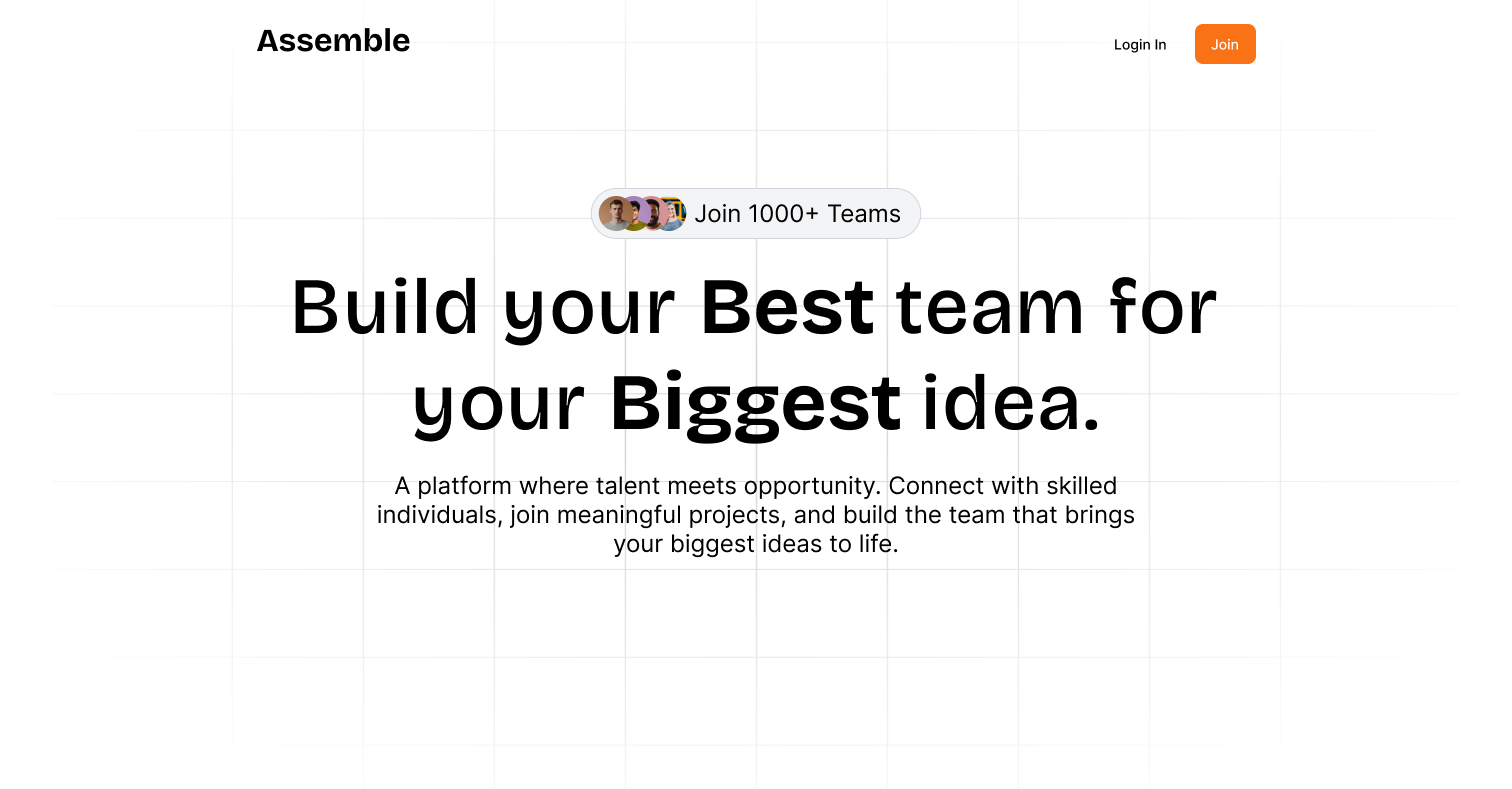 Assemble
Login In
Join
Join 1000+ Teams
Build your Best team for
your Biggest idea.
A platform where talent meets opportunity. Connect with skilled
individuals, join meaningful projects, and build the team that brings
your biggest ideas to life.